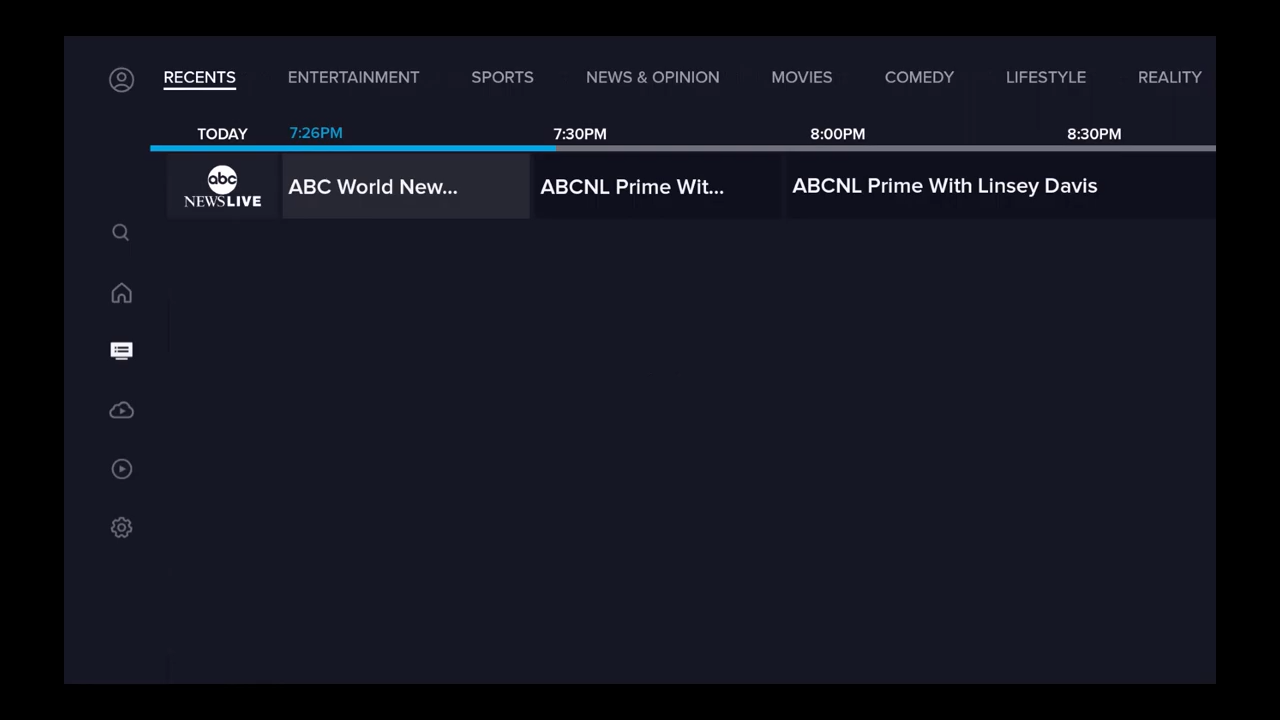 RECENTS ENTERTAINMENT SPORTS NEWS & OPINION MOVIES COMEDY LIFESTYLE REALITY
TODAY 7:26PM 7:30PM 8:00PM 8:30PM
abc
NEWSLIVE
ABC World New...
ABCNL Prime Wit...
ABCNL Prime With Linsey Davis